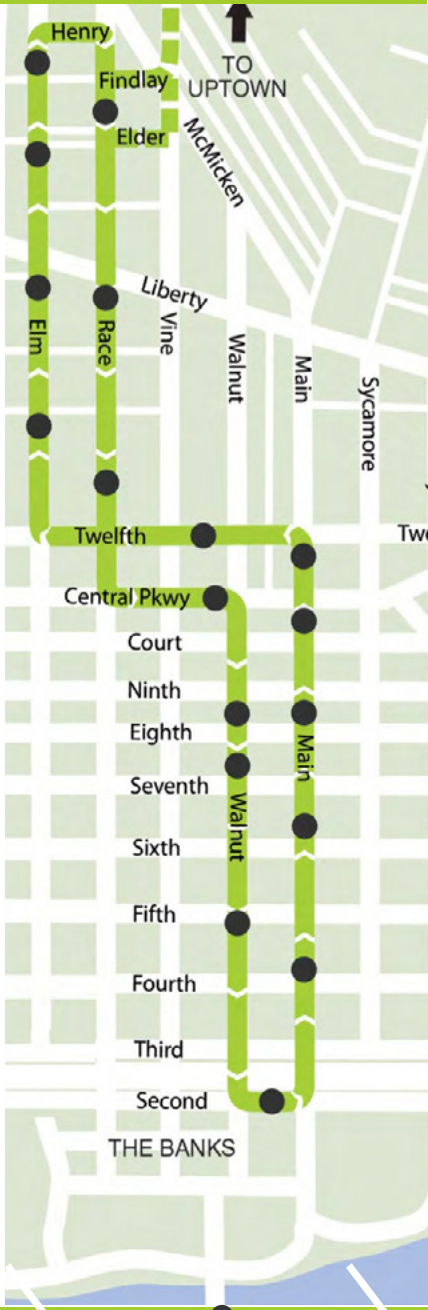 Henry
Findlay
TO
UPTOWN
Elder
McMicken
Liberty
Elm
Race
Vine
Walnut
Main
Sycamore
Twelfth
Twe
Central Pkwy
Court
Ninth
Eighth
Main
Seventh
Walnut
Sixth
Fifth
Fourth
Third
Second
THE BANKS